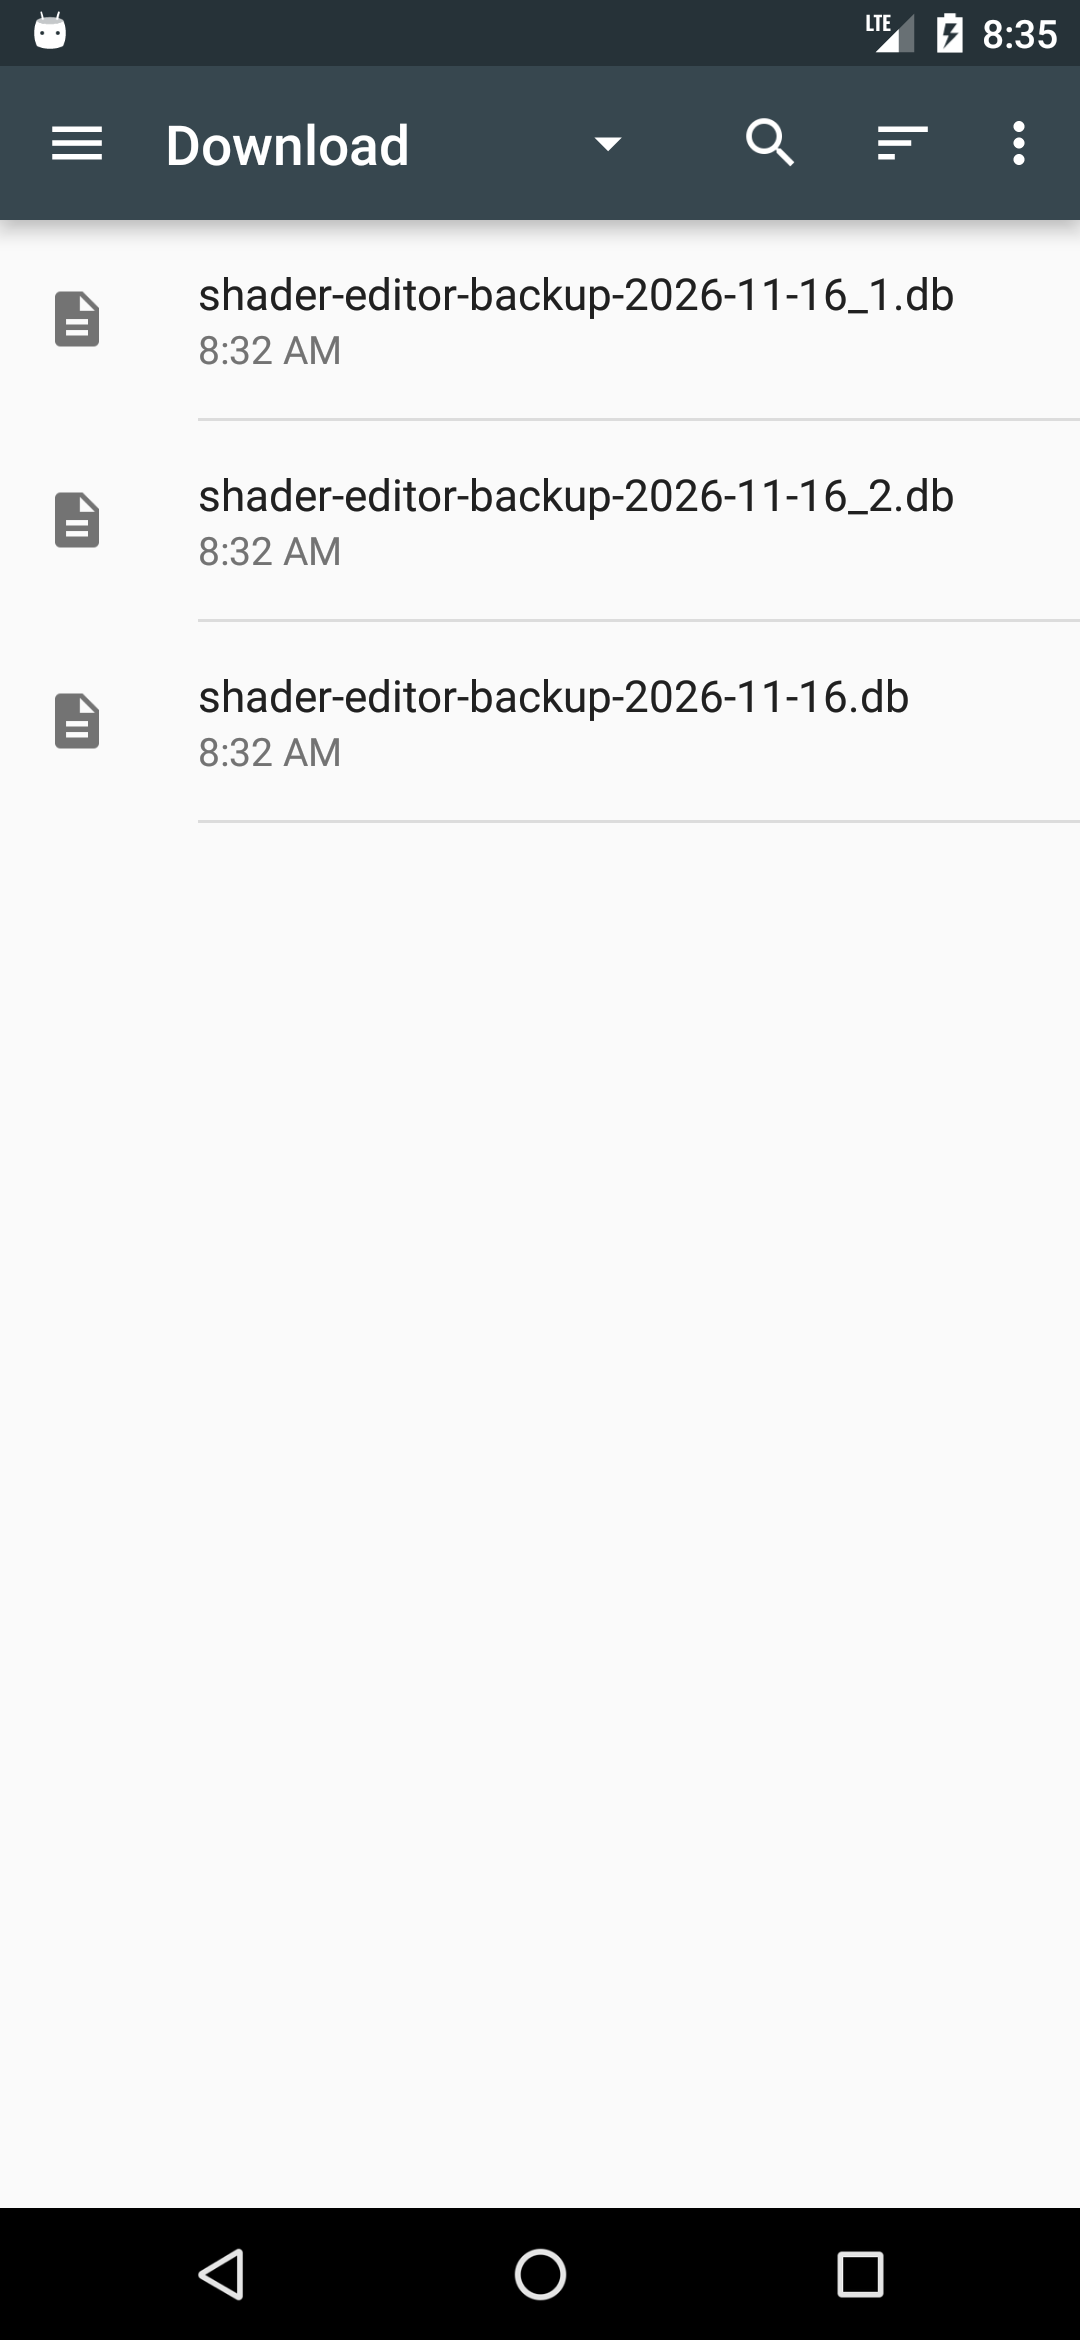 LTE 8:35
Download
shader-editor-backup-2026-11-16_1.db
8:32 AM
shader-editor-backup-2026-11-16_2.db
8:32 AM
shader-editor-backup-2026-11-16.db
8:32 AM